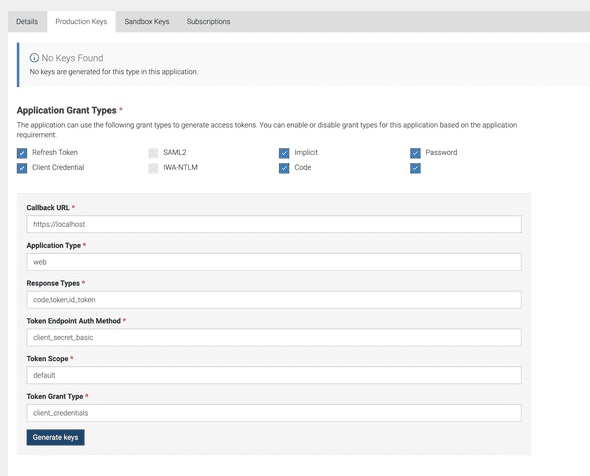 Details Production Keys Sandbox Keys Subscriptions
No Keys Found
No keys are generated for this type in this application.
Application Grant Types *
The application can use the following grant types to generate access tokens. You can enable or disable grant types for this application based on the application
requirement.
Refresh Token SAML2 Implicit Password
Client Credential IWA-NTLM Code
Callback URL *
https://localhost
Application Type *
web
Response Types *
code,token,id_token
Token Endpoint Auth Method *
client_secret_basic
Token Scope *
default
Token Grant Type *
client_credentials
Generate keys